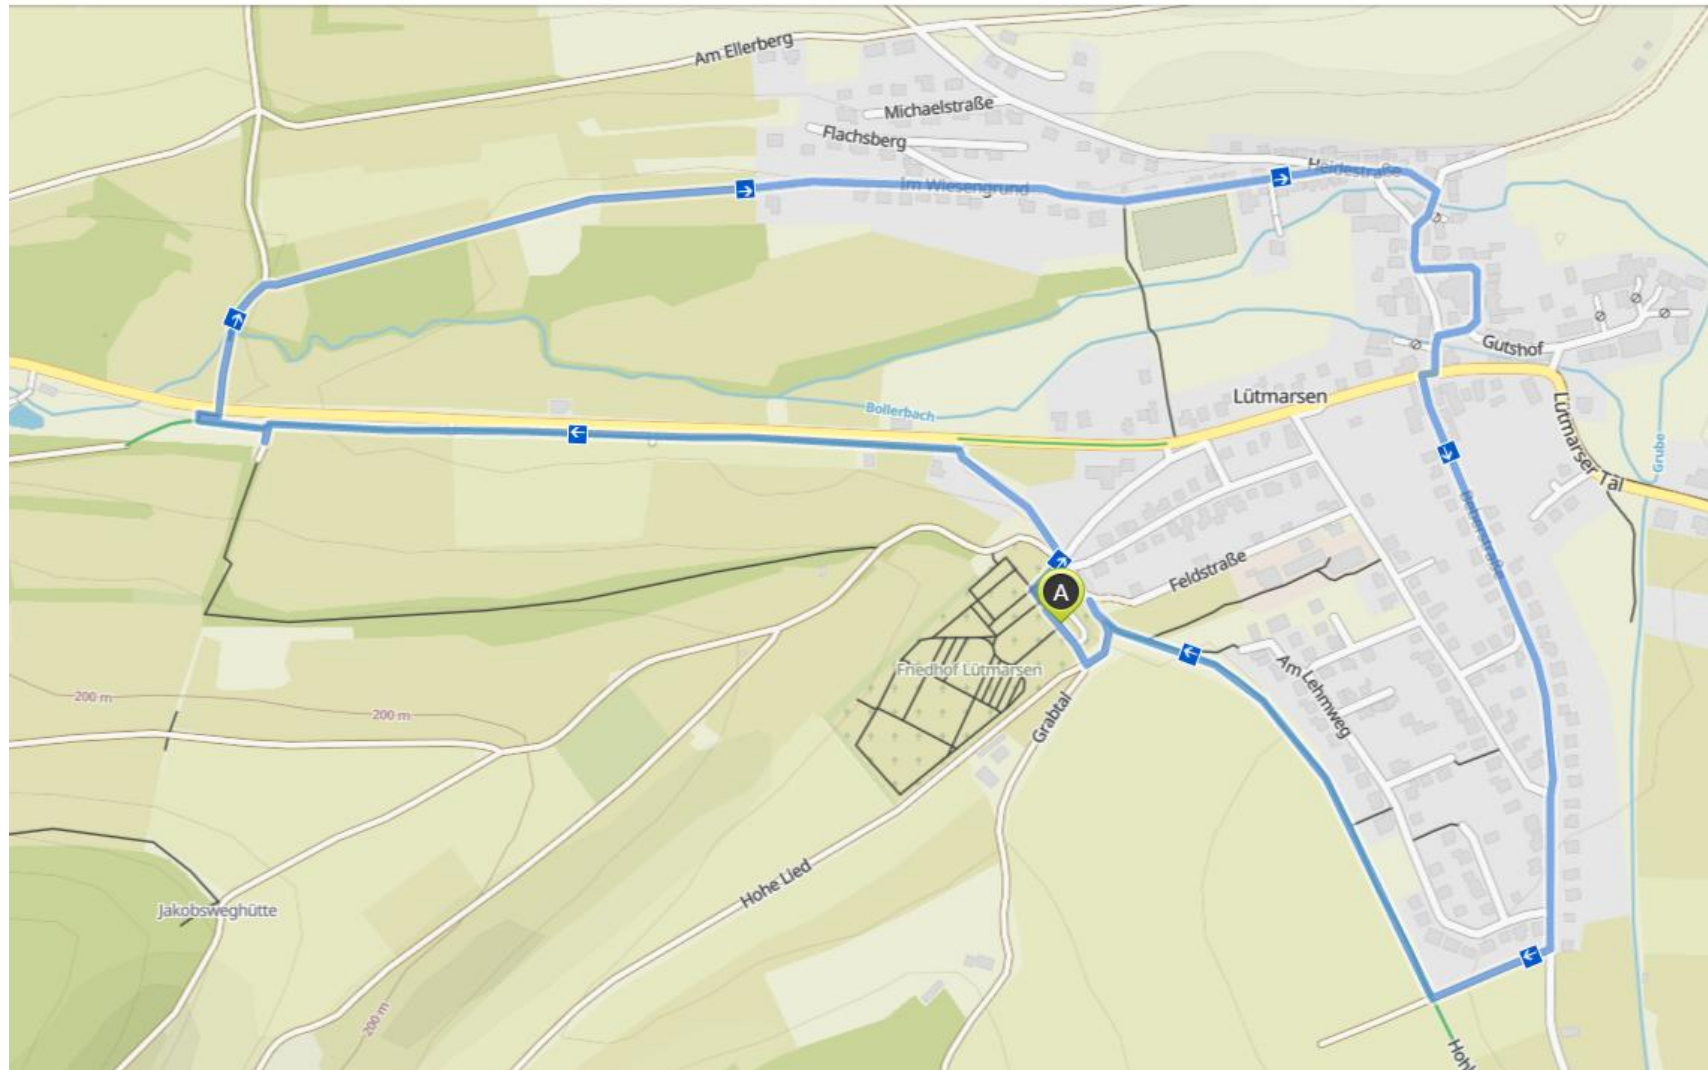 Am Ellerberg
Michaelstraße
Flachsberg
Heidestraße
Im Wiesengrund
Gutshof
Lütmarsen
Bollerbach
Lütmarser Tal
Grube
Feldstraße
A
Friedhof Lütmarsen
Am Lehmweg
200 m
200 m
Grabtal
Hohe Lied
Jakobsweghütte
200 m